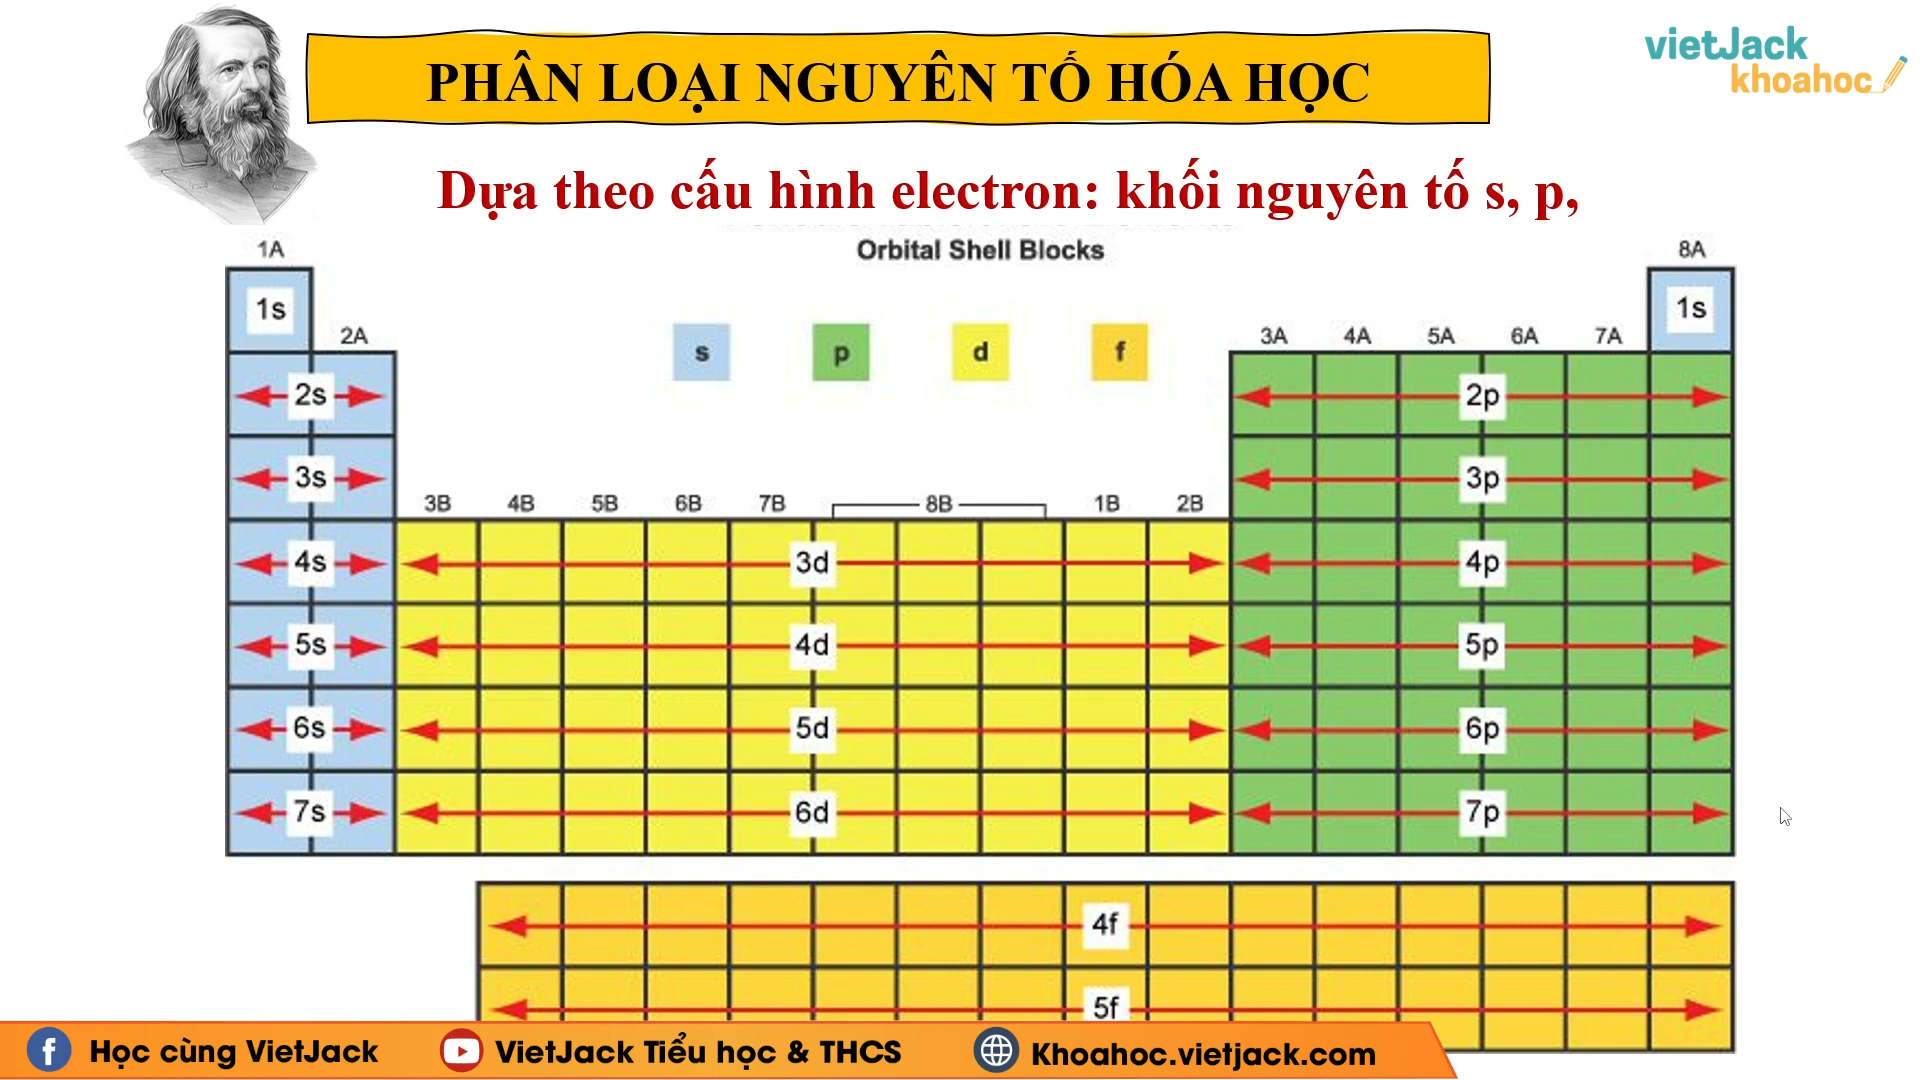 vietJack
khoahoc
PHÂN LOẠI NGUYÊN TỐ HÓA HỌC
Dựa theo cấu hình electron: khối nguyên tố s, p,
Orbital Shell Blocks
1A 8A
1s 1s
2A s p d f 3A 4A 5A 6A 7A
2s 2p
3s 3p
3B 4B 5B 6B 7B 8B 1B 2B
4s 3d 4p
5s 4d 5p
6s 5d 6p
7s 6d 7p
4f
5f
Học cùng VietJack VietJack Tiểu học & THCS Khoahoc.vietjack.com